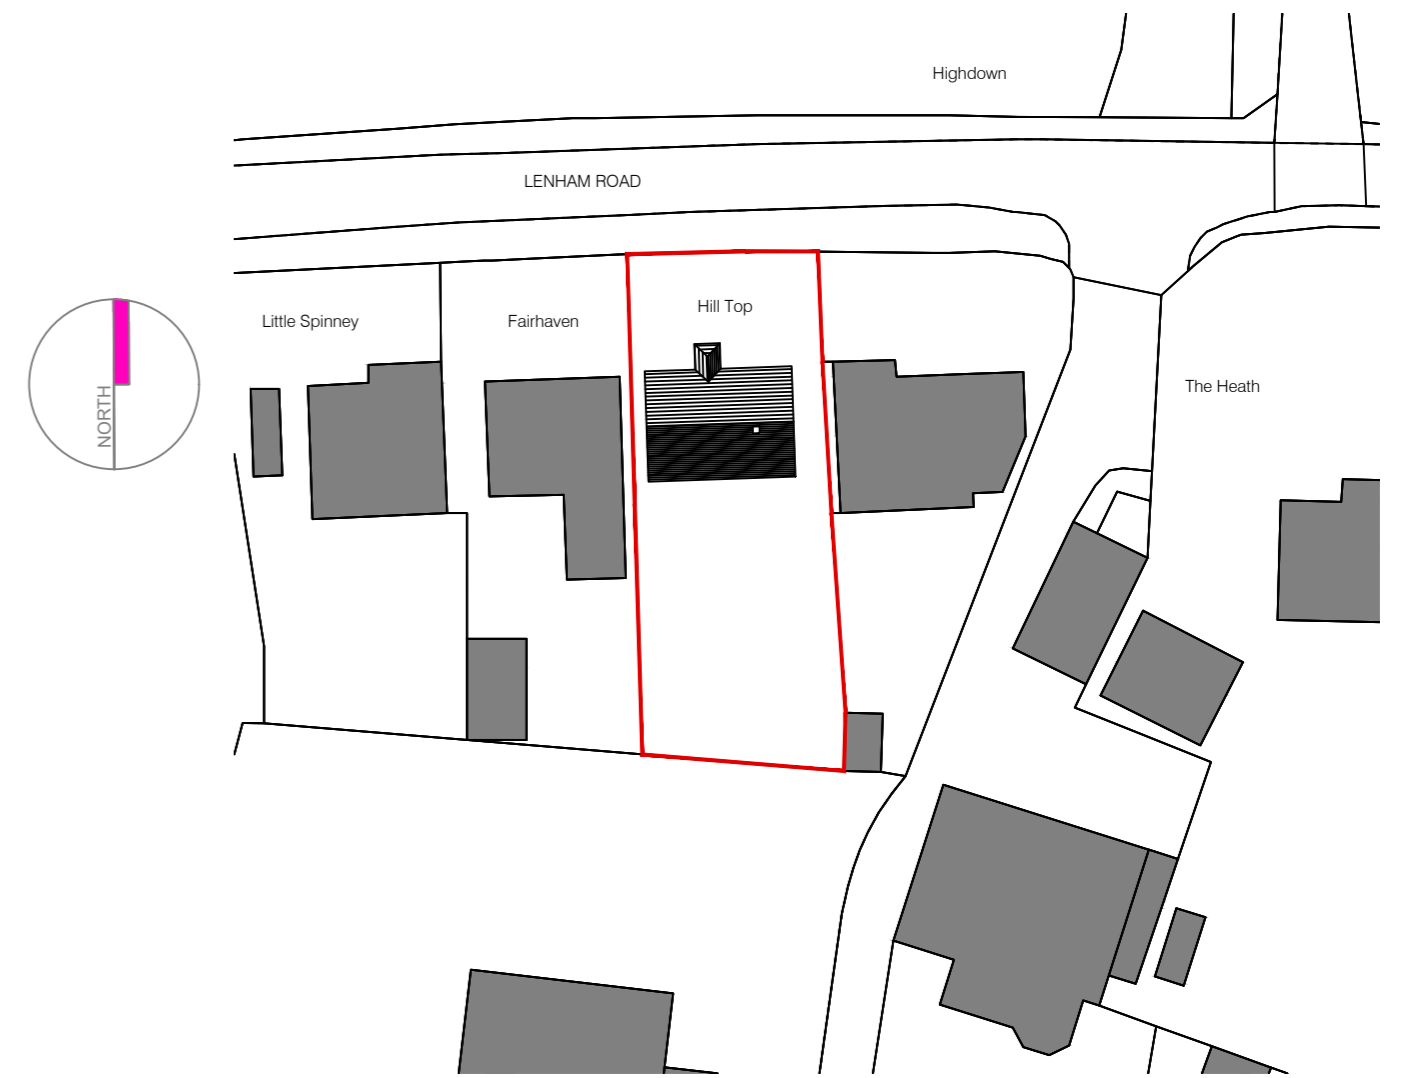 Highdown
LENHAM ROAD
Little Spinney
Fairhaven
Hill Top
The Heath
NORTH